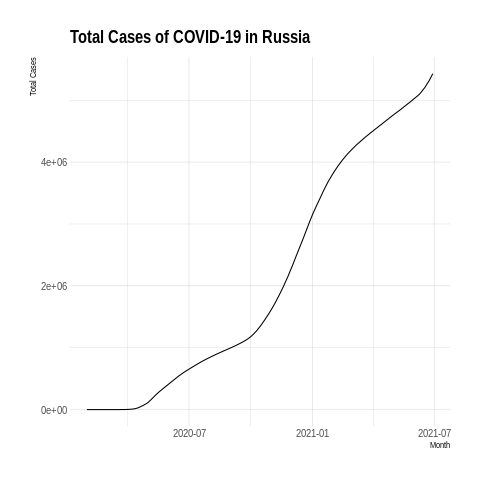 Total Cases of COVID-19 in Russia
Total Cases
4e+06
2e+06
0e+00
2020-07
2021-01
2021-07
Month